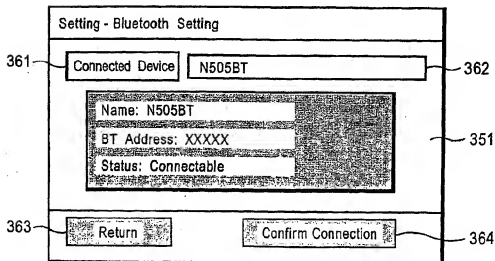 Setting - Bluetooth Setting
361 Connected Device N505BT 362
Name: N505BT
BT Address: XXXXX
351
Status: Connectable
363 Return Confirm Connection 364